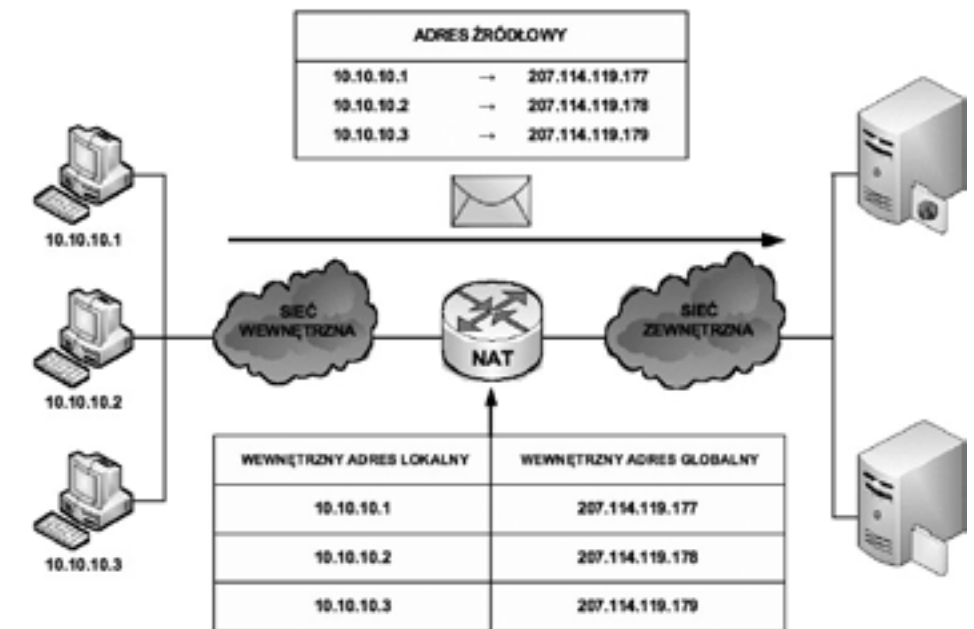 ADRES ŹRÓDŁOWY
10.10.10.1 → 207.114.119.177
10.10.10.2 → 207.114.119.178
10.10.10.3 → 207.114.119.179
10.10.10.1
SIEĆ
WEWNĘTRZNA
NAT
SIEĆ
ZEWNĘTRZNA
10.10.10.2
10.10.10.3
WEWNĘTRZNY ADRES LOKALNY WEWNĘTRZNY ADRES GLOBALNY
10.10.10.1 207.114.119.177
10.10.10.2 207.114.119.178
10.10.10.3 207.114.119.179